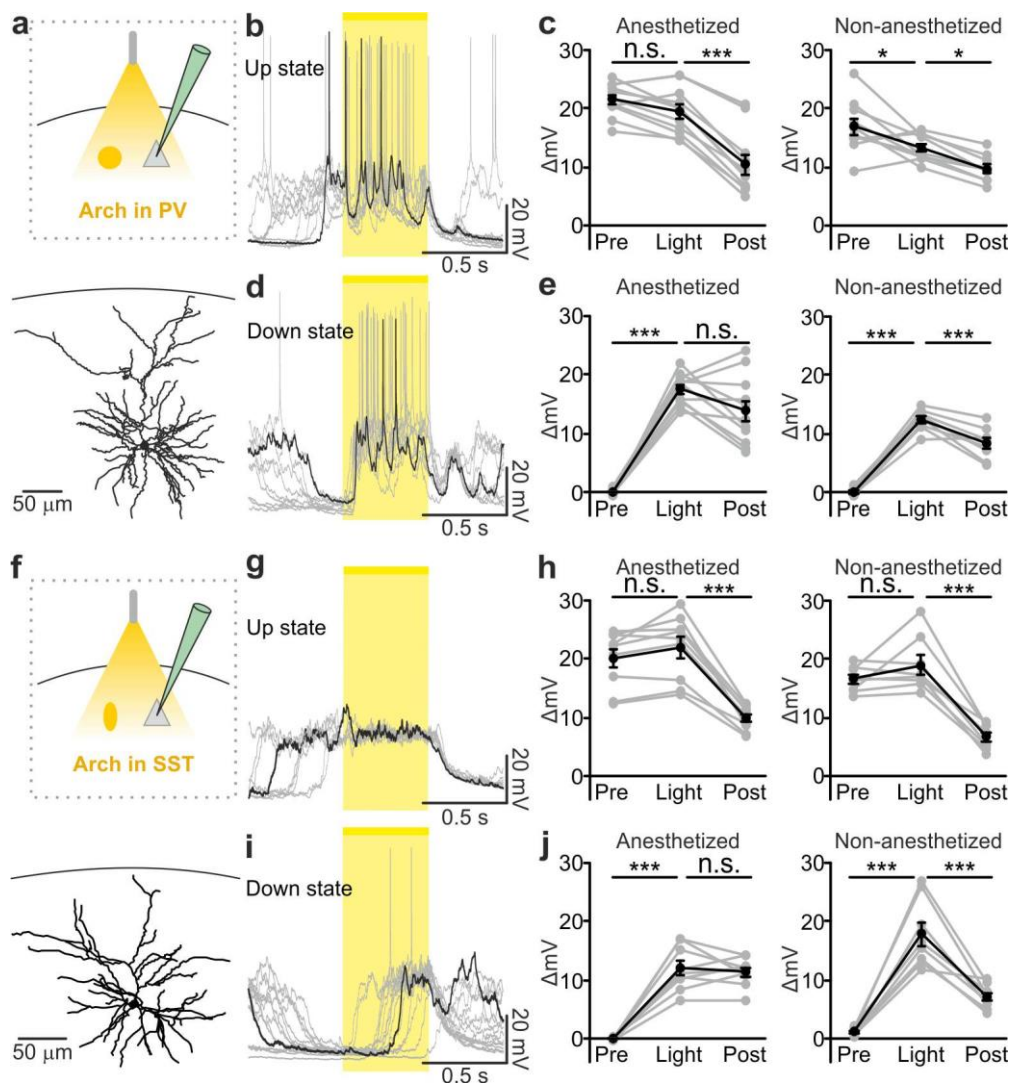 a
Arch in PV
50 μm
b
Up state
20 mV
0.5 s
c
Anesthetized
n.s. ***
30
20
10
0
ΔmV
Pre Light Post
Non-anesthetized
* *
30
20
10
0
ΔmV
Pre Light Post
d
Down state
20 mV
0.5 s
e
Anesthetized
*** n.s.
30
20
10
0
ΔmV
Pre Light Post
Non-anesthetized
*** ***
30
20
10
0
ΔmV
Pre Light Post
f
Arch in SST
50 μm
g
Up state
20 mV
0.5 s
h
Anesthetized
n.s. ***
30
20
10
0
ΔmV
Pre Light Post
Non-anesthetized
n.s. ***
30
20
10
0
ΔmV
Pre Light Post
i
Down state
20 mV
0.5 s
j
Anesthetized
*** n.s.
30
20
10
0
ΔmV
Pre Light Post
Non-anesthetized
*** ***
30
20
10
0
ΔmV
Pre Light Post